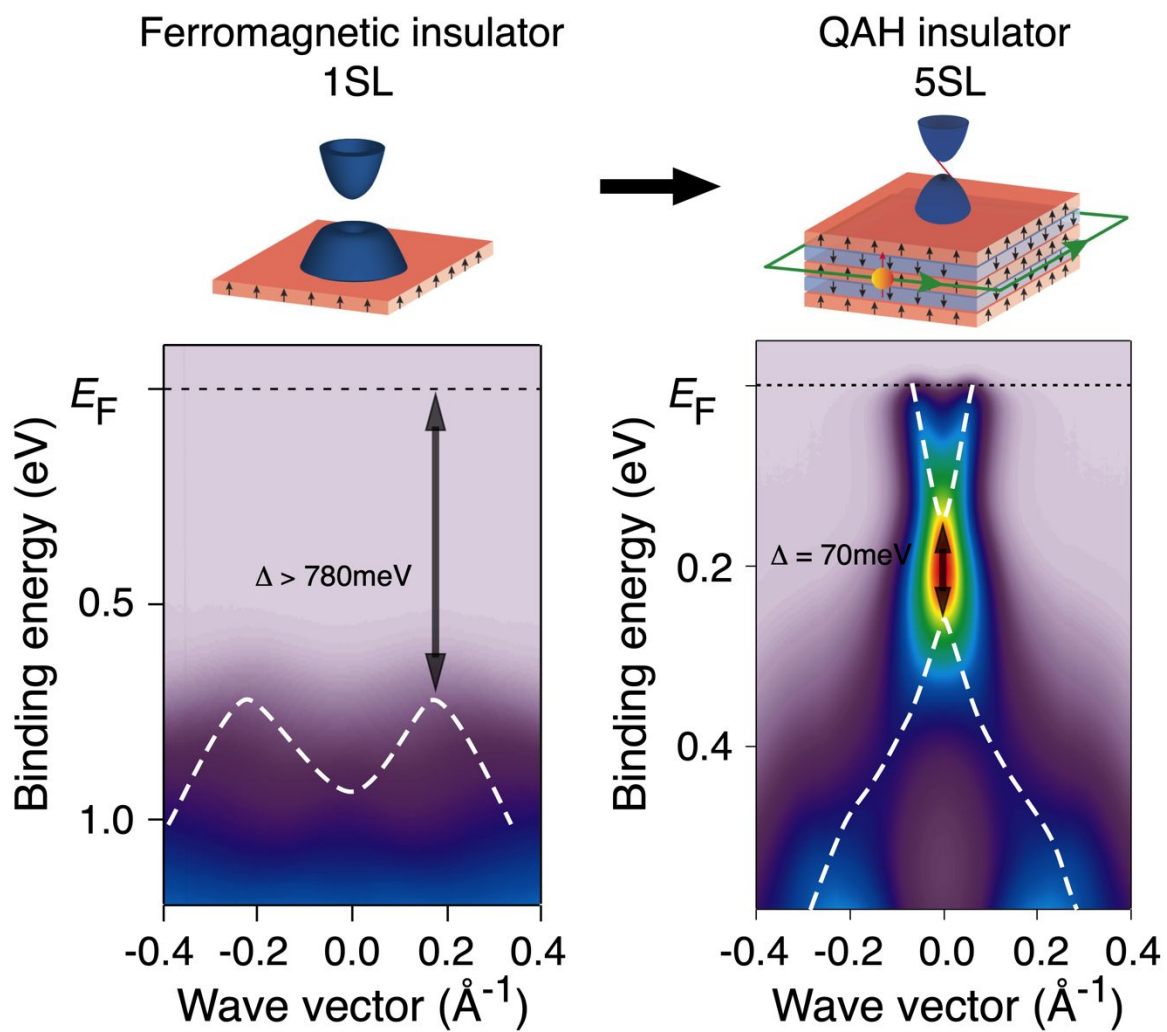 Ferromagnetic insulator
1SL
QAH insulator
5SL
E_F
Δ > 780meV
0.5
1.0
Binding energy (eV)
-0.4 -0.2 0.0 0.2 0.4
Wave vector (Å⁻¹)
E_F
Δ = 70meV
0.2
0.4
Binding energy (eV)
-0.4 -0.2 0.0 0.2 0.4
Wave vector (Å⁻¹)